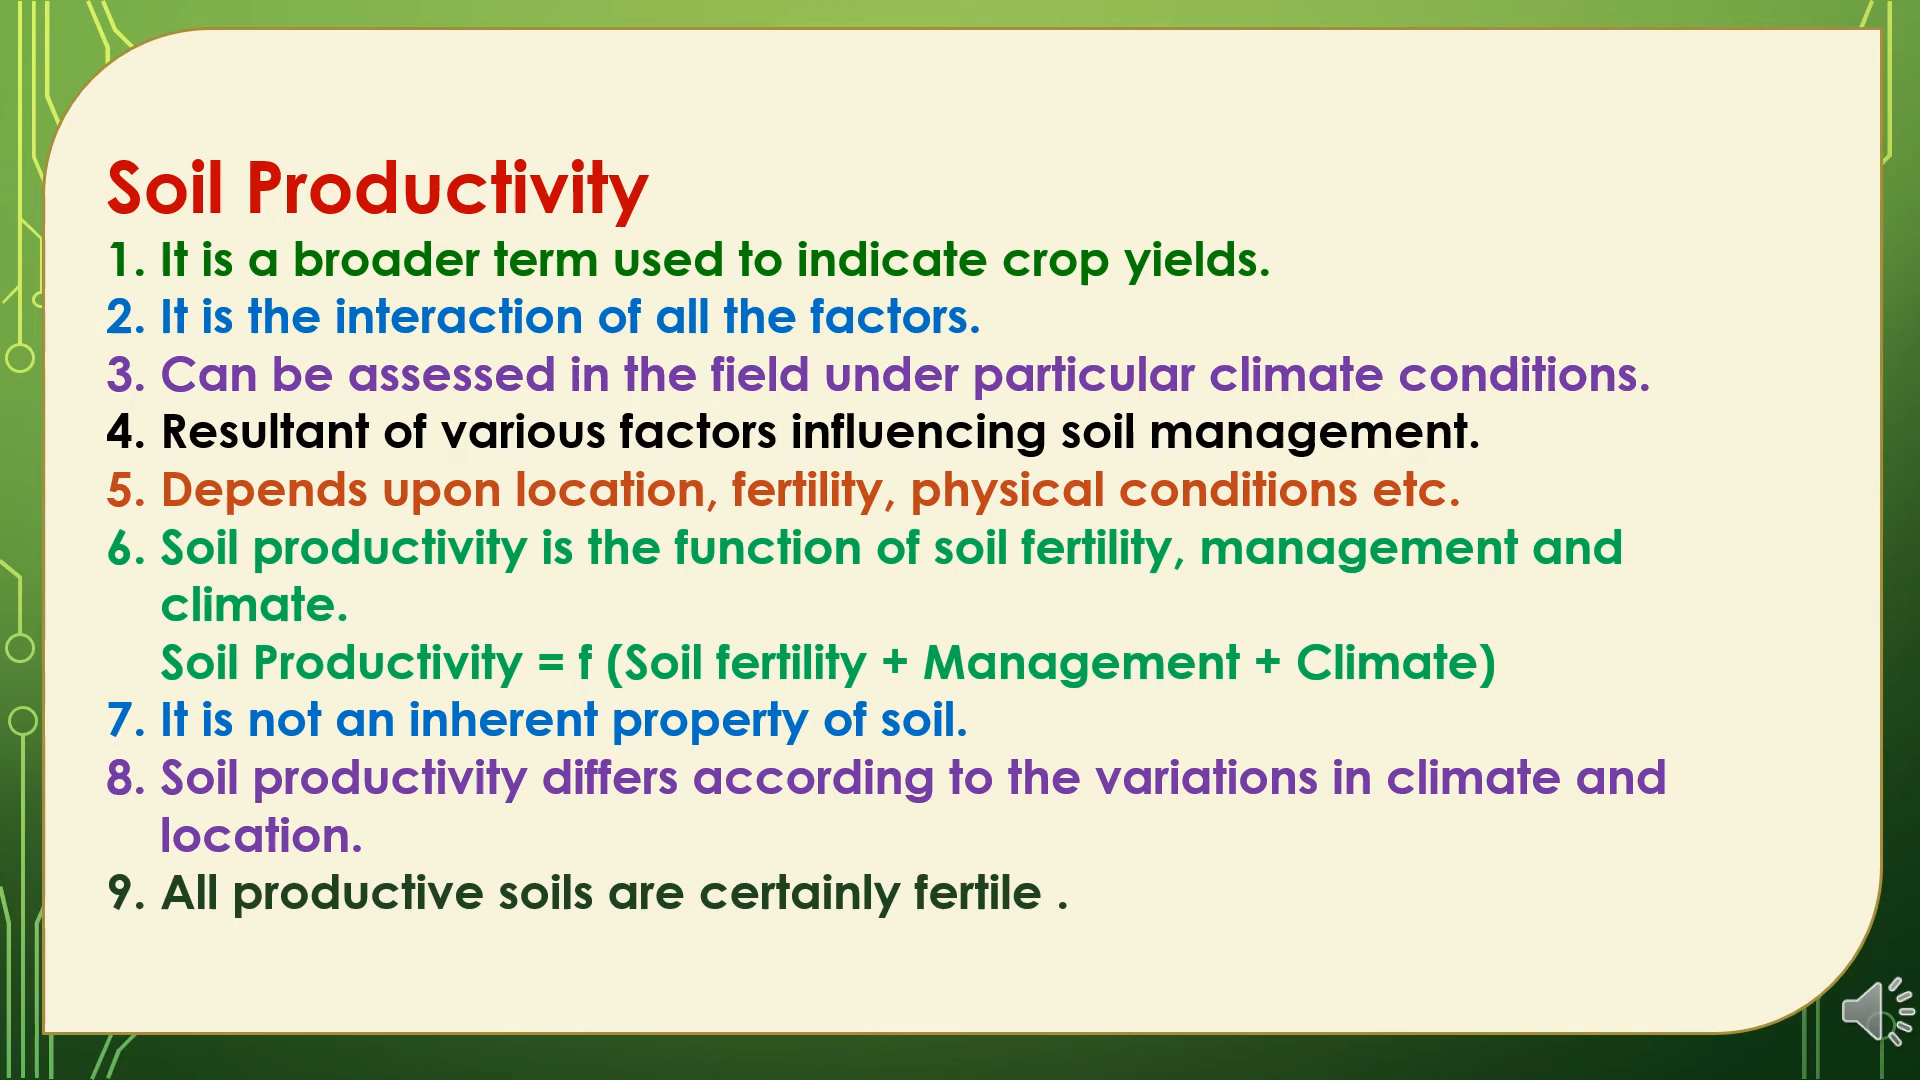 Soil Productivity
1. It is a broader term used to indicate crop yields.
2. It is the interaction of all the factors.
3. Can be assessed in the field under particular climate conditions.
4. Resultant of various factors influencing soil management.
5. Depends upon location, fertility, physical conditions etc.
6. Soil productivity is the function of soil fertility, management and
climate.
Soil Productivity = f (Soil fertility + Management + Climate)
7. It is not an inherent property of soil.
8. Soil productivity differs according to the variations in climate and
location.
9. All productive soils are certainly fertile .